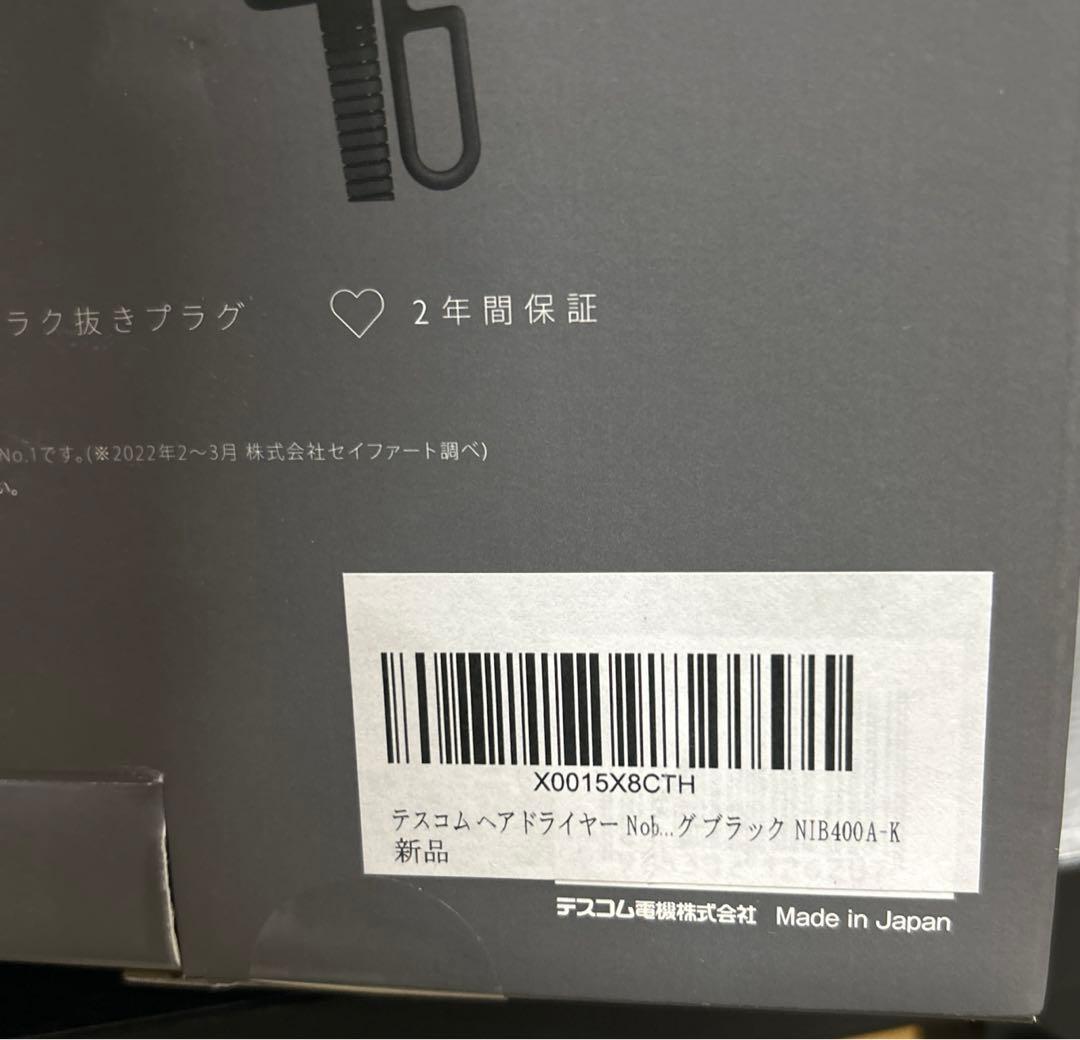 ラク抜きプラグ
2年間保証
No.1です。(※2022年2～3月 株式会社セイファート調べ)
い。
X0015X8CTH
テスコム ヘアドライヤー Nob...グ ブラック NIB400A-K
新品
テスコム電機株式会社 Made in Japan